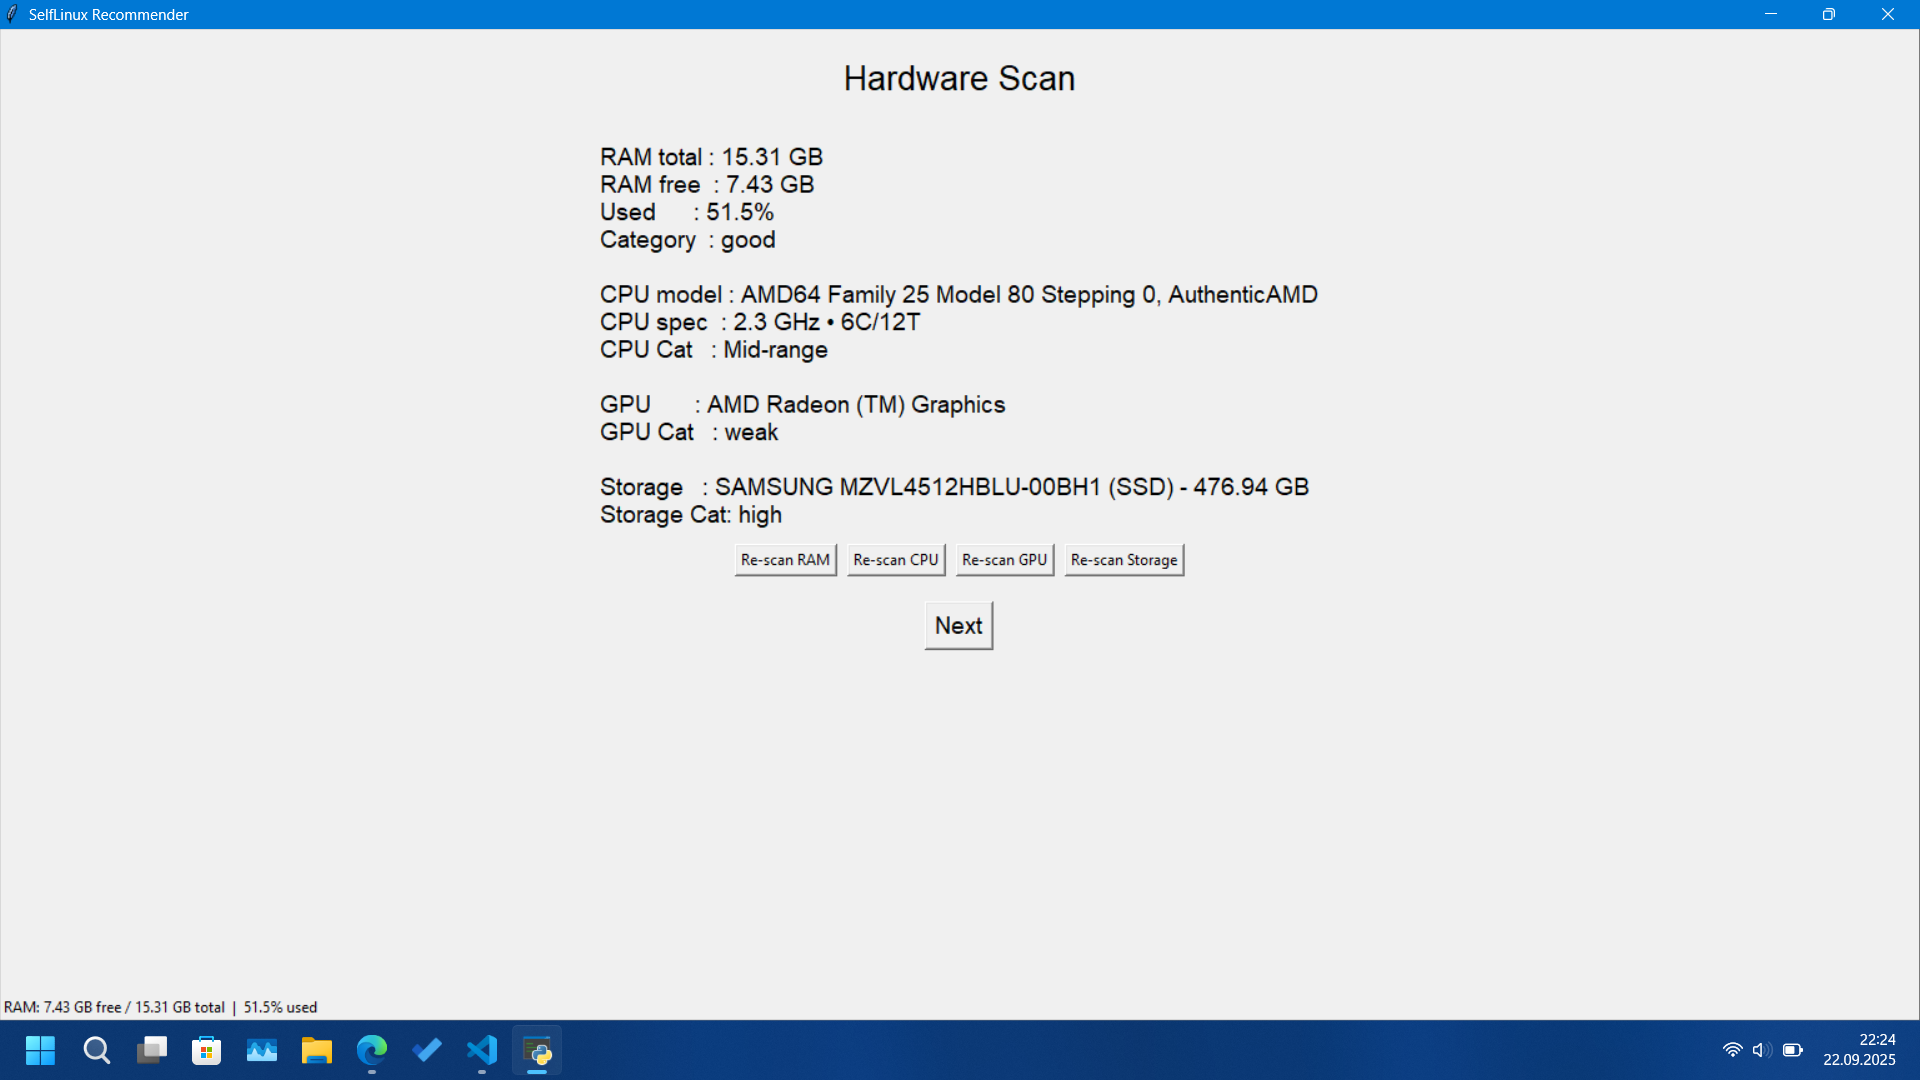 SelfLinux Recommender
Hardware Scan
RAM total : 15.31 GB
RAM free : 7.43 GB
Used : 51.5%
Category : good
CPU model : AMD64 Family 25 Model 80 Stepping 0, AuthenticAMD
CPU spec : 2.3 GHz • 6C/12T
CPU Cat : Mid-range
GPU : AMD Radeon (TM) Graphics
GPU Cat : weak
Storage : SAMSUNG MZVL4512HBLU-00BH1 (SSD) - 476.94 GB
Storage Cat: high
Re-scan RAM Re-scan CPU Re-scan GPU Re-scan Storage
Next
RAM: 7.43 GB free / 15.31 GB total | 51.5% used
22:24
22.09.2025